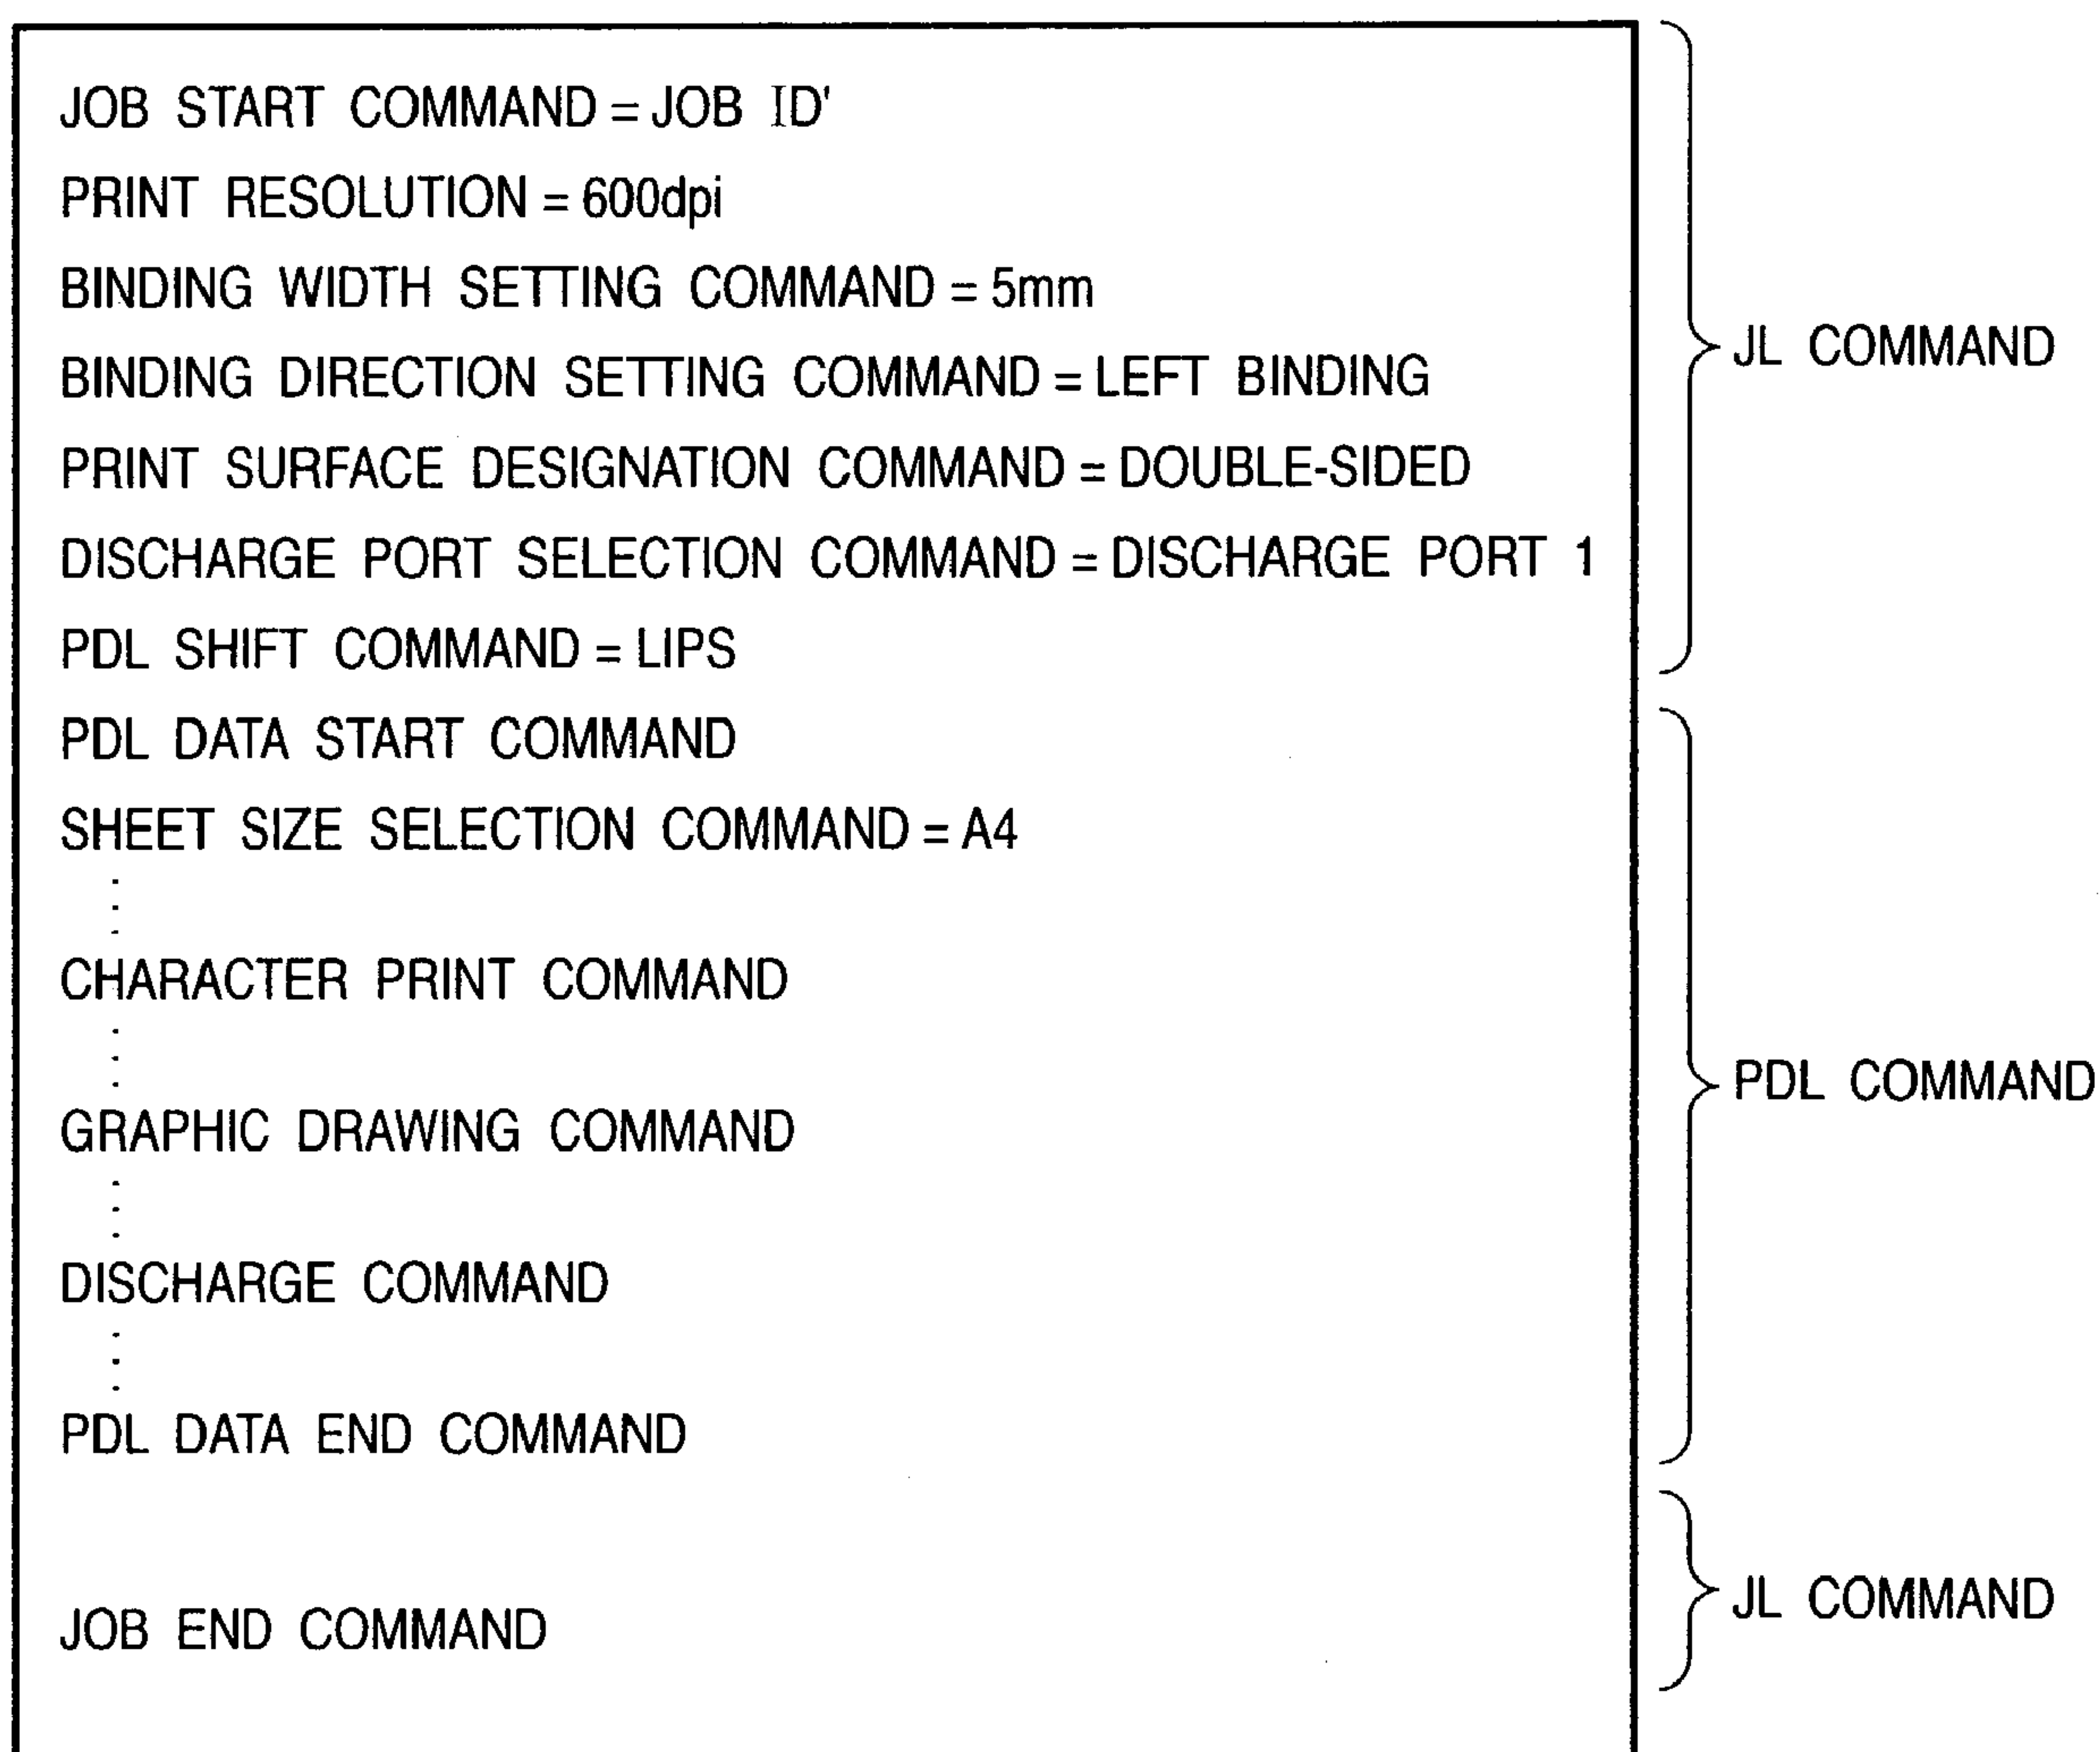 JOB START COMMAND = JOB ID'
PRINT RESOLUTION = 600dpi
BINDING WIDTH SETTING COMMAND = 5mm
BINDING DIRECTION SETTING COMMAND = LEFT BINDING
PRINT SURFACE DESIGNATION COMMAND = DOUBLE-SIDED
DISCHARGE PORT SELECTION COMMAND = DISCHARGE PORT 1
PDL SHIFT COMMAND = LIPS
JL COMMAND
PDL DATA START COMMAND
SHEET SIZE SELECTION COMMAND = A4
CHARACTER PRINT COMMAND
GRAPHIC DRAWING COMMAND
DISCHARGE COMMAND
PDL DATA END COMMAND
PDL COMMAND
JOB END COMMAND
JL COMMAND